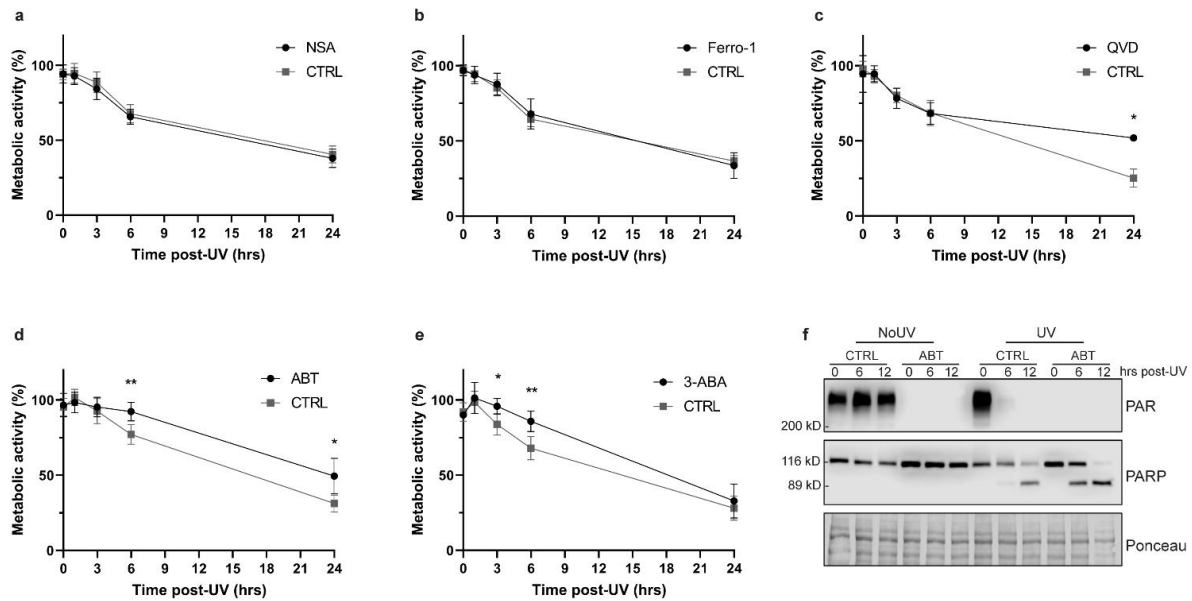 a
NSA
CTRL
Metabolic activity (%)
100
50
0
0 3 6 9 12 15 18 21 24
Time post-UV (hrs)
b
Ferro-1
CTRL
Metabolic activity (%)
100
50
0
0 3 6 9 12 15 18 21 24
Time post-UV (hrs)
c
QVD
CTRL
Metabolic activity (%)
100
50
0
*
0 3 6 9 12 15 18 21 24
Time post-UV (hrs)
d
ABT
CTRL
Metabolic activity (%)
100
50
0
** *
0 3 6 9 12 15 18 21 24
Time post-UV (hrs)
e
3-ABA
CTRL
Metabolic activity (%)
100
50
0
* **
0 3 6 9 12 15 18 21 24
Time post-UV (hrs)
f
NoUV UV
CTRL ABT CTRL ABT
0 6 12 0 6 12 0 6 12 0 6 12 hrs post-UV
PAR
200 kD
116 kD
PARP
89 kD
Ponceau